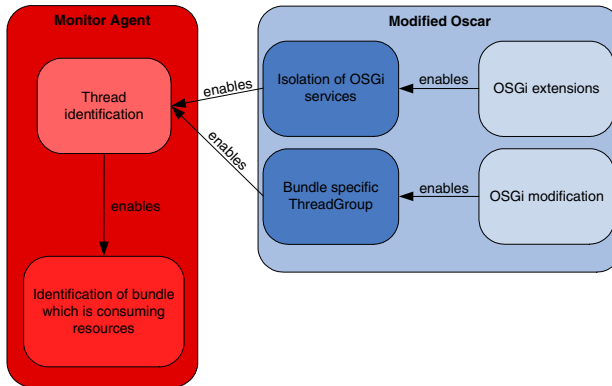 Monitor Agent
Modified Oscar
Thread
identification
enables
Isolation of OSGi
services
enables
OSGi extensions
enables
Bundle specific
ThreadGroup
enables
OSGi modification
enables
Identification of bundle
which is consuming
resources